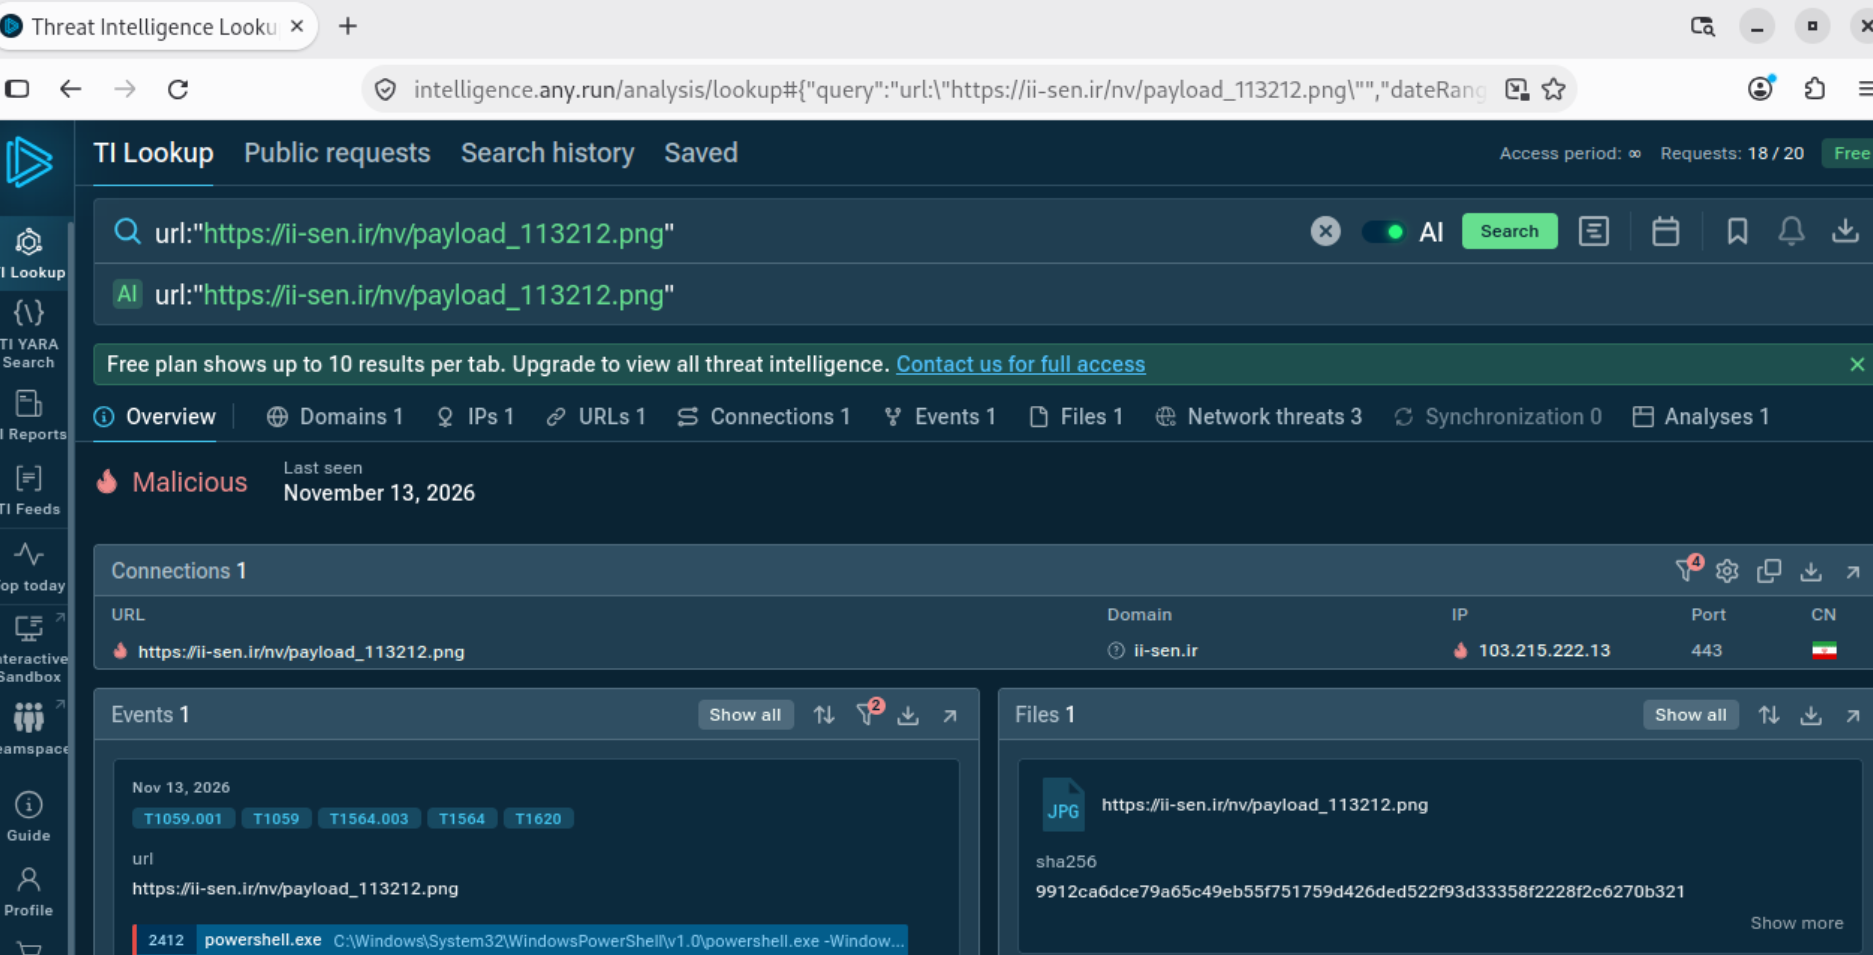 Threat Intelligence Looku
intelligence.any.run/analysis/lookup#{"query":"url:\"https://ii-sen.ir/nv/payload_113212.png\"","dateRang
TI Lookup Public requests Search history Saved
Access period: ∞ Requests: 18 / 20 Free
url:"https://ii-sen.ir/nv/payload_113212.png"
AI Search
AI url:"https://ii-sen.ir/nv/payload_113212.png"
Free plan shows up to 10 results per tab. Upgrade to view all threat intelligence. Contact us for full access
Overview Domains 1 IPs 1 URLs 1 Connections 1 Events 1 Files 1 Network threats 3 Synchronization 0 Analyses 1
I Lookup
TI YARA
Search
I Reports
TI Feeds
op today
nteractive
Sandbox
eamspace
Guide
Profile
Malicious
Last seen
November 13, 2026
Connections 1
4
URL Domain IP Port CN
https://ii-sen.ir/nv/payload_113212.png ii-sen.ir 103.215.222.13 443
Events 1 Show all 2
Nov 13, 2026
T1059.001 T1059 T1564.003 T1564 T1620
url
https://ii-sen.ir/nv/payload_113212.png
2412 powershell.exe C:\Windows\System32\WindowsPowerShell\v1.0\powershell.exe -Window...
Files 1 Show all
JPG https://ii-sen.ir/nv/payload_113212.png
sha256
9912ca6dce79a65c49eb55f751759d426ded522f93d33358f2228f2c6270b321
Show more